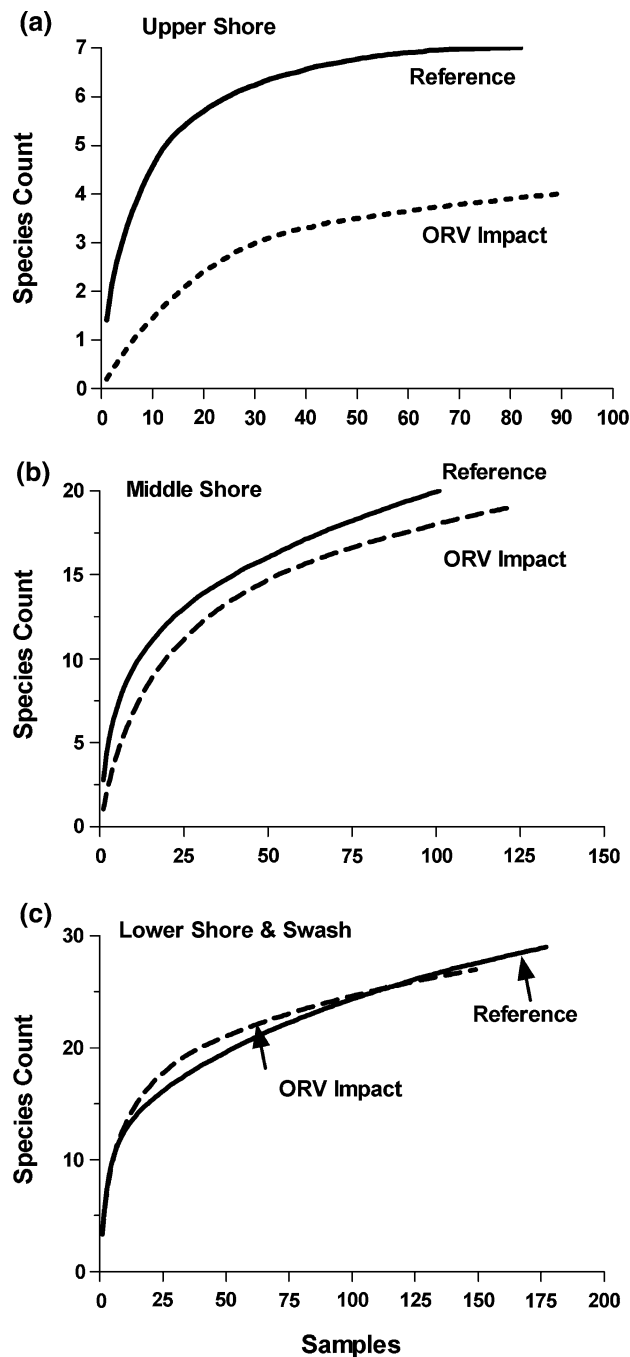 (a) Upper Shore
7
6
5
4
3
2
1
0
Species Count
Reference
ORV Impact
0 10 20 30 40 50 60 70 80 90 100
(b) Middle Shore
20
15
10
5
0
Species Count
Reference
ORV Impact
0 25 50 75 100 125 150
(c) Lower Shore & Swash
30
20
10
0
Species Count
Reference
ORV Impact
0 25 50 75 100 125 150 175 200
Samples